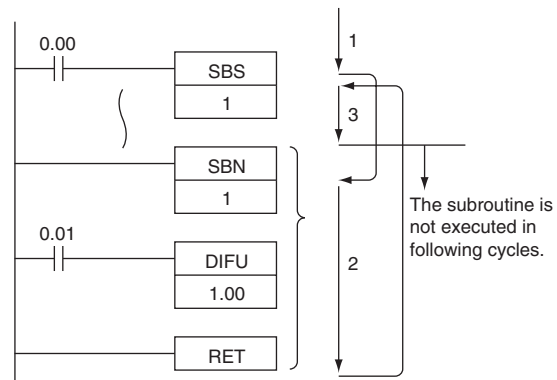 0.00
SBS
1
SBN
1
0.01
DIFU
1.00
RET
1
3
2
The subroutine is
not executed in
following cycles.